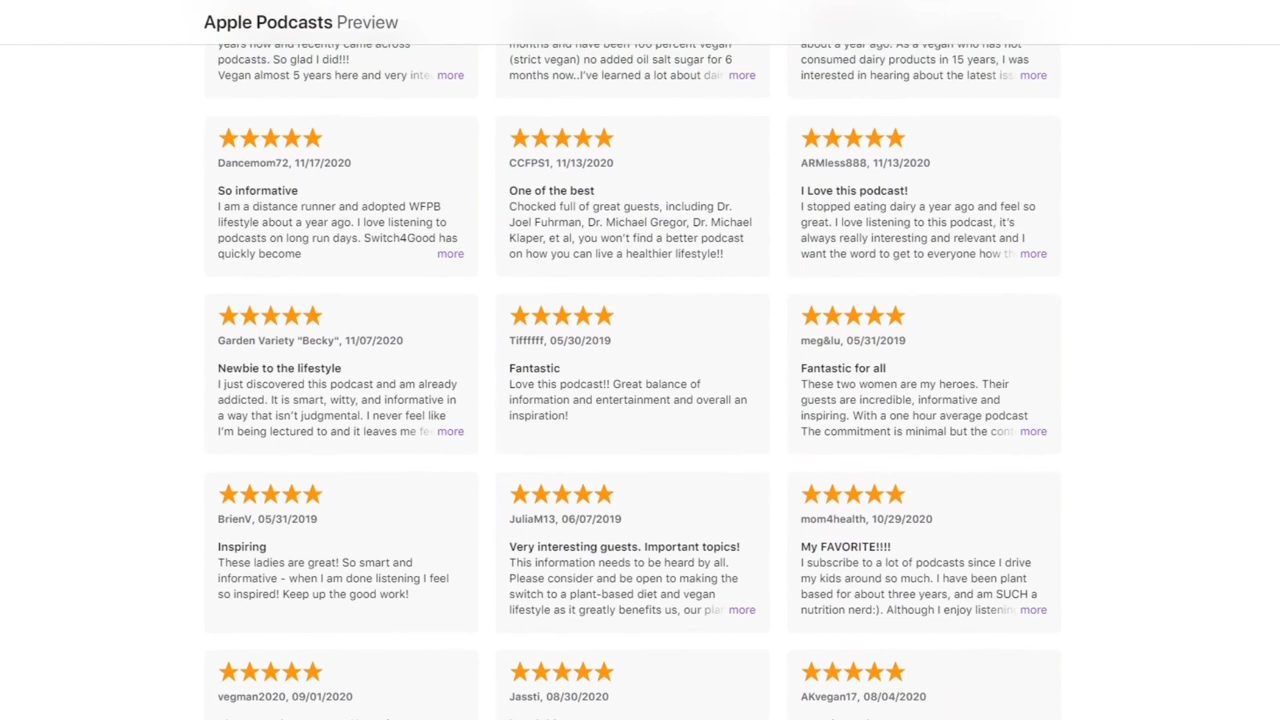 Apple Podcasts Preview
years now and recently came across
podcasts. So glad I did!!!
Vegan almost 5 years here and very inte more
months and have been 100 percent vegan
(strict vegan) no added oil salt sugar for 6
months now..I've learned a lot about dai more
about a year ago. As a vegan who has not
consumed dairy products in 15 years, I was
interested in hearing about the latest iss more
Dancemom72, 11/17/2020
So informative
I am a distance runner and adopted WFPB
lifestyle about a year ago. I love listening to
podcasts on long run days. Switch4Good has
quickly become more
CCFPS1, 11/13/2020
One of the best
Chocked full of great guests, including Dr.
Joel Fuhrman, Dr. Michael Gregor, Dr. Michael
Klaper, et al, you won't find a better podcast
on how you can live a healthier lifestyle!!
ARMless888, 11/13/2020
I Love this podcast!
I stopped eating dairy a year ago and feel so
great. I love listening to this podcast, it's
always really interesting and relevant and I
want the word to get to everyone how th more
Garden Variety "Becky", 11/07/2020
Newbie to the lifestyle
I just discovered this podcast and am already
addicted. It is smart, witty, and informative in
a way that isn't judgmental. I never feel like
I'm being lectured to and it leaves me fee more
Tiffffff, 05/30/2019
Fantastic
Love this podcast!! Great balance of
information and entertainment and overall an
inspiration!
meg&lu, 05/31/2019
Fantastic for all
These two women are my heroes. Their
guests are incredible, informative and
inspiring. With a one hour average podcast
The commitment is minimal but the cont more
BrienV, 05/31/2019
Inspiring
These ladies are great! So smart and
informative - when I am done listening I feel
so inspired! Keep up the good work!
JuliaM13, 06/07/2019
Very interesting guests. Important topics!
This information needs to be heard by all.
Please consider and be open to making the
switch to a plant-based diet and vegan
lifestyle as it greatly benefits us, our plan more
mom4health, 10/29/2020
My FAVORITE!!!!
I subscribe to a lot of podcasts since I drive
my kids around so much. I have been plant
based for about three years, and am SUCH a
nutrition nerd:). Although I enjoy listening more
vegman2020, 09/01/2020
Jassti, 08/30/2020
AKvegan17, 08/04/2020